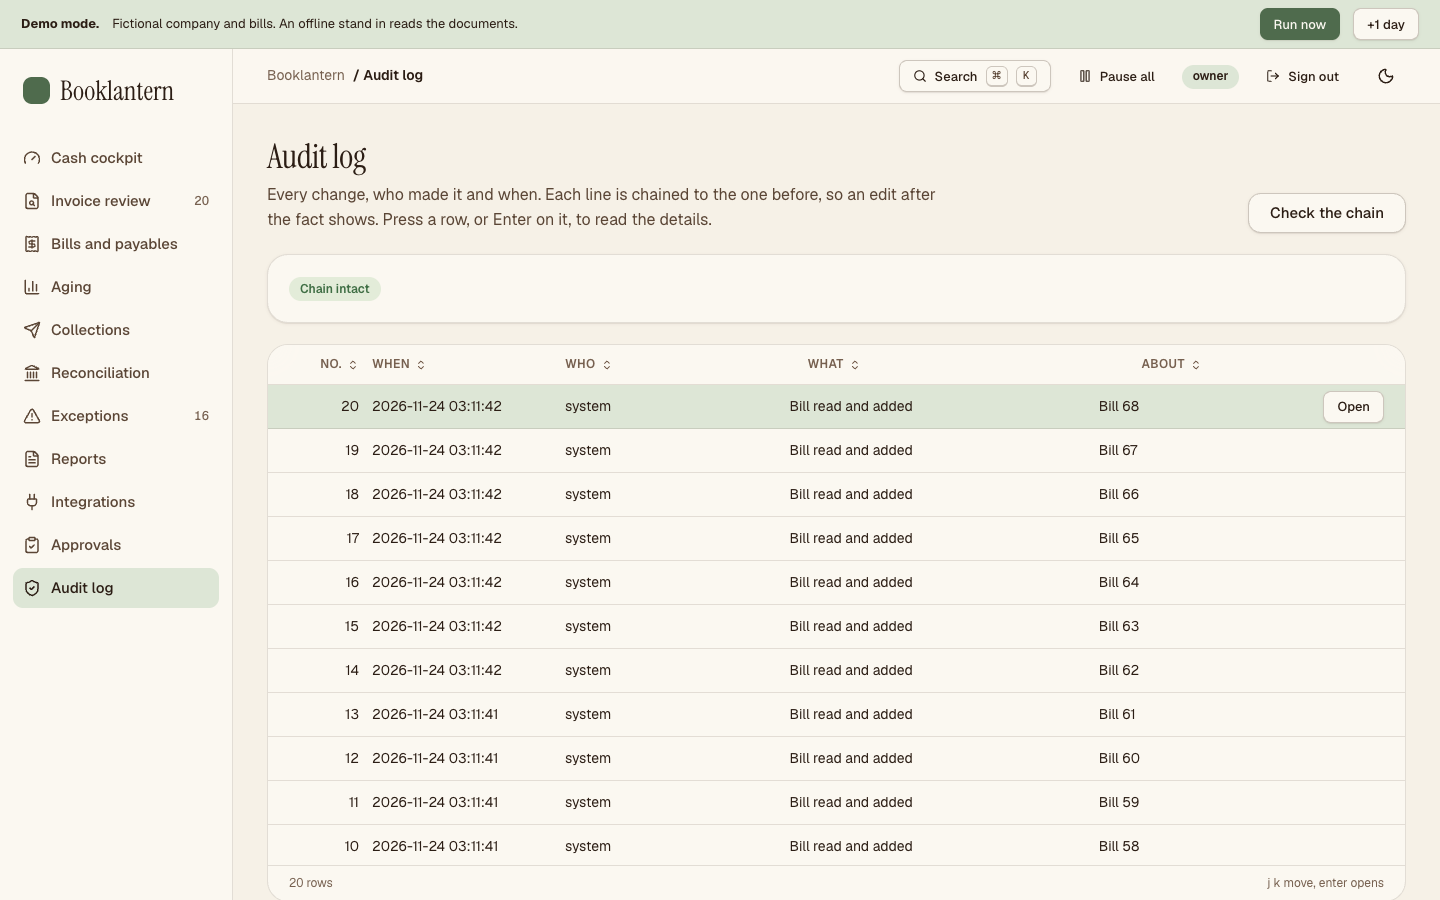 Demo mode. Fictional company and bills. An offline stand in reads the documents.
Run now
+1 day
Booklantern
Cash cockpit
Invoice review 20
Bills and payables
Aging
Collections
Reconciliation
Exceptions 16
Reports
Integrations
Approvals
Audit log
Booklantern / Audit log
Search ⌘ K
Pause all
owner
Sign out
Audit log
Every change, who made it and when. Each line is chained to the one before, so an edit after
the fact shows. Press a row, or Enter on it, to read the details.
Check the chain
Chain intact
NO. WHEN WHO WHAT ABOUT
20 2026-11-24 03:11:42 system Bill read and added Bill 68 Open
19 2026-11-24 03:11:42 system Bill read and added Bill 67
18 2026-11-24 03:11:42 system Bill read and added Bill 66
17 2026-11-24 03:11:42 system Bill read and added Bill 65
16 2026-11-24 03:11:42 system Bill read and added Bill 64
15 2026-11-24 03:11:42 system Bill read and added Bill 63
14 2026-11-24 03:11:42 system Bill read and added Bill 62
13 2026-11-24 03:11:41 system Bill read and added Bill 61
12 2026-11-24 03:11:41 system Bill read and added Bill 60
11 2026-11-24 03:11:41 system Bill read and added Bill 59
10 2026-11-24 03:11:41 system Bill read and added Bill 58
20 rows
j k move, enter opens